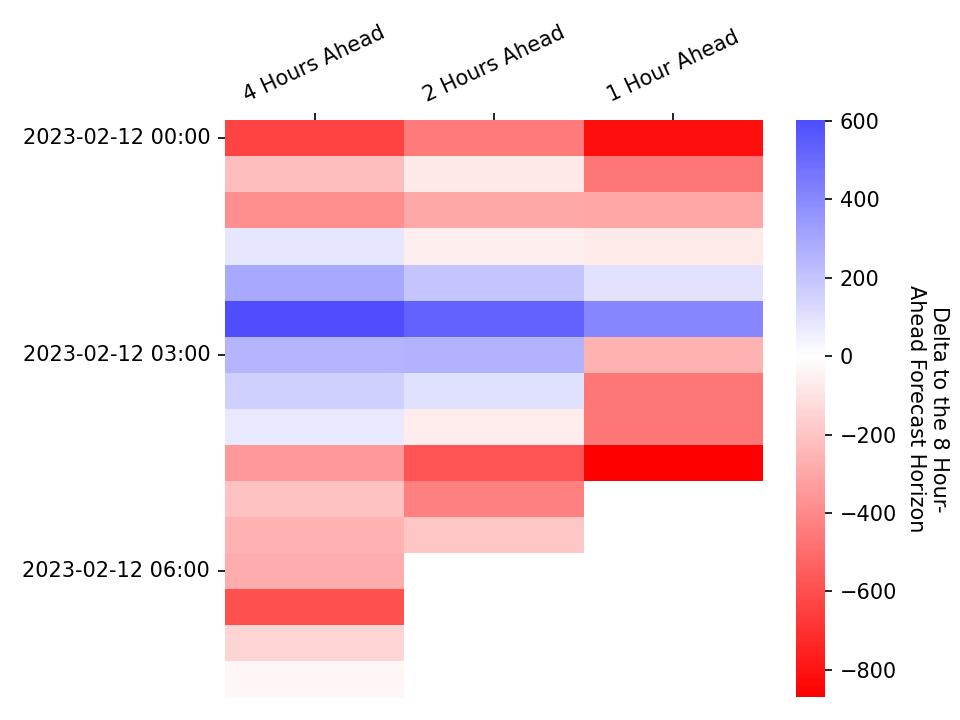 4 Hours Ahead
2 Hours Ahead
1 Hour Ahead
2023-02-12 00:00
2023-02-12 03:00
2023-02-12 06:00
600
400
200
0
−200
−400
−600
−800
Delta to the 8 Hour-
Ahead Forecast Horizon